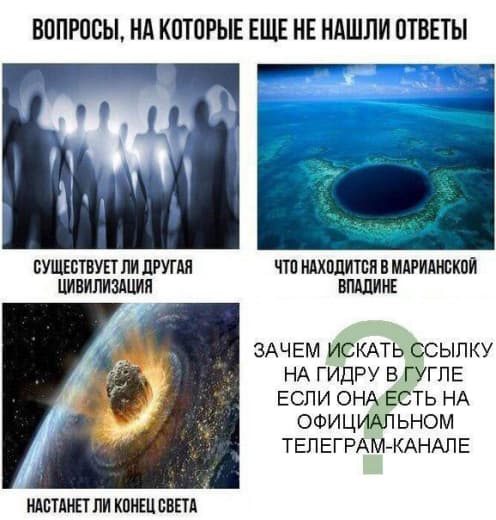 ВОПРОСЫ, НА КОТОРЫЕ ЕЩЕ НЕ НАШЛИ ОТВЕТЫ
СУЩЕСТВУЕТ ЛИ ДРУГАЯ
ЦИВИЛИЗАЦИЯ
ЧТО НАХОДИТСЯ В МАРИАНСКОЙ
ВПАДИНЕ
НАСТАНЕТ ЛИ КОНЕЦ СВЕТА
?
ЗАЧЕМ ИСКАТЬ ССЫЛКУ
НА ГИДРУ В ГУГЛЕ
ЕСЛИ ОНА ЕСТЬ НА
ОФИЦИАЛЬНОМ
ТЕЛЕГРАМ-КАНАЛЕ